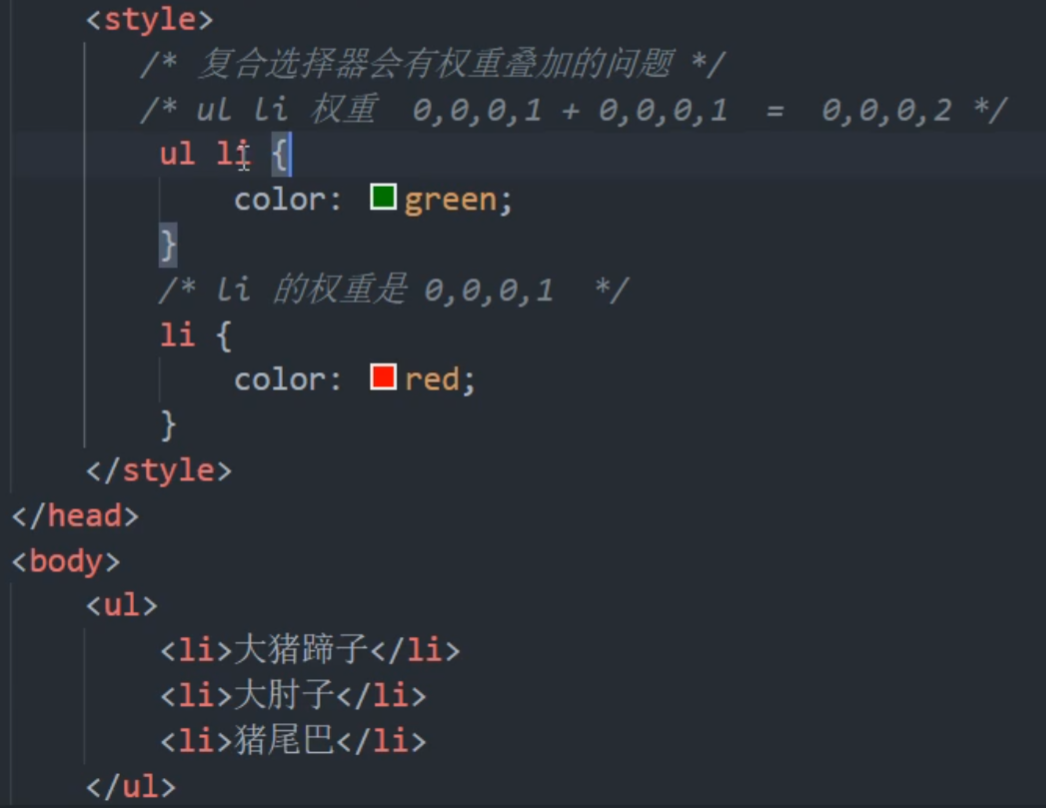 <style>
/* 复合选择器会有权重叠加的问题 */
/* ul li 权重  0,0,0,1 + 0,0,0,1  =  0,0,0,2 */
ul li {
color: green;
}
/* li 的权重是 0,0,0,1  */
li {
color: red;
}
</style>
</head>
<body>
<ul>
<li>大猪蹄子</li>
<li>大肘子</li>
<li>猪尾巴</li>
</ul>